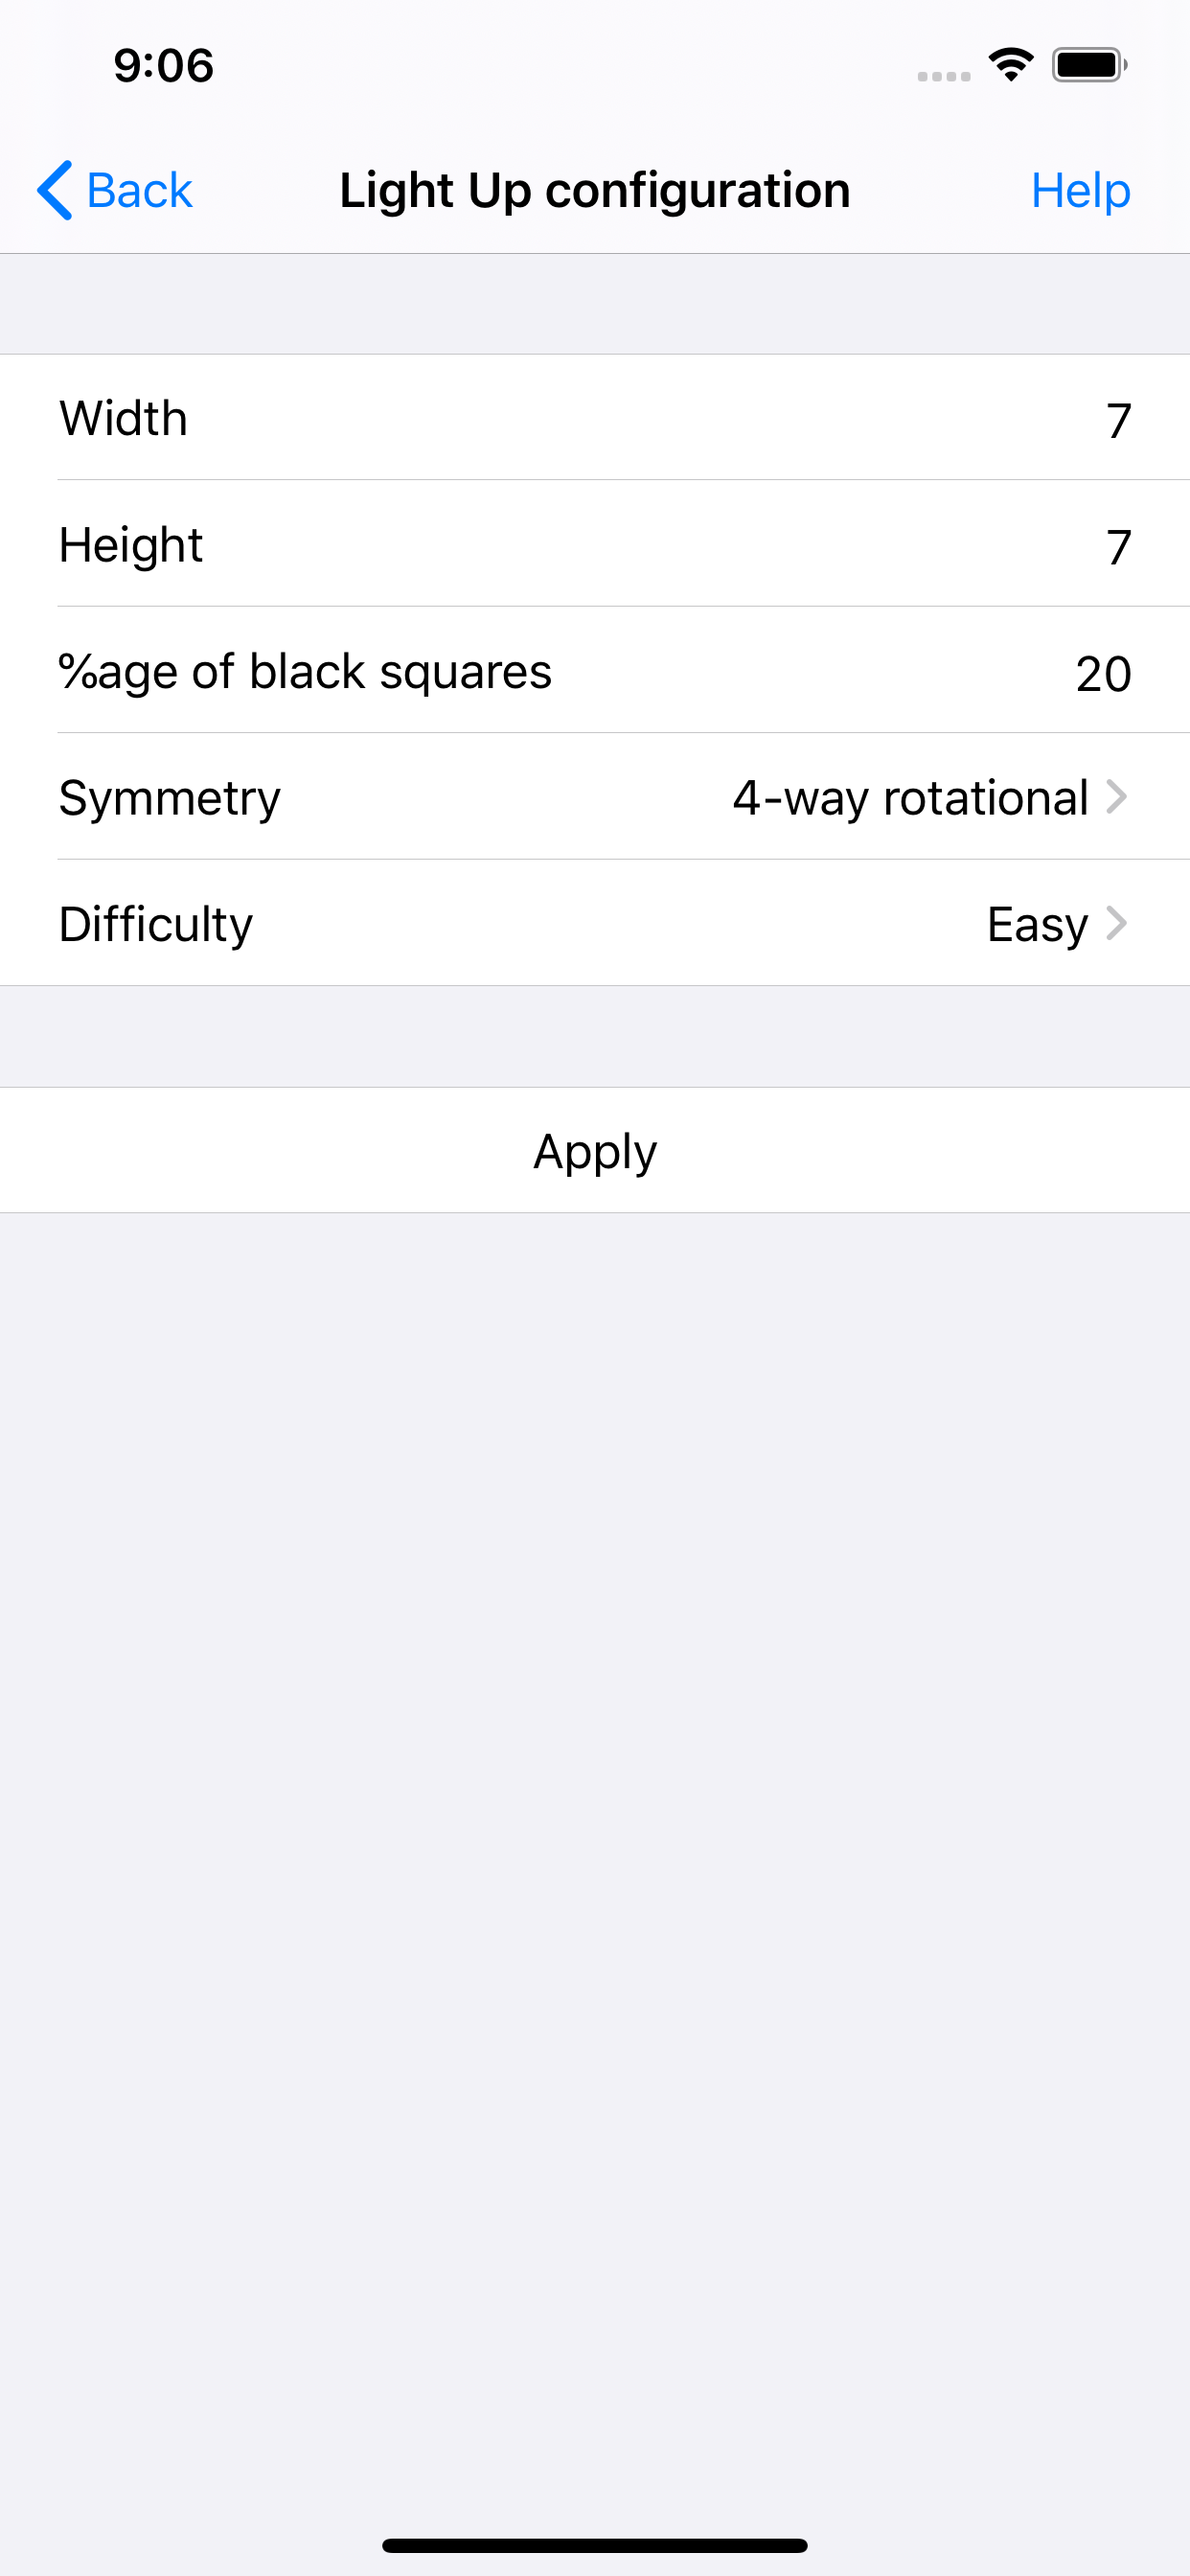 9:06
Back Light Up configuration Help
Width 7
Height 7
%age of black squares 20
Symmetry 4-way rotational
Difficulty Easy
Apply